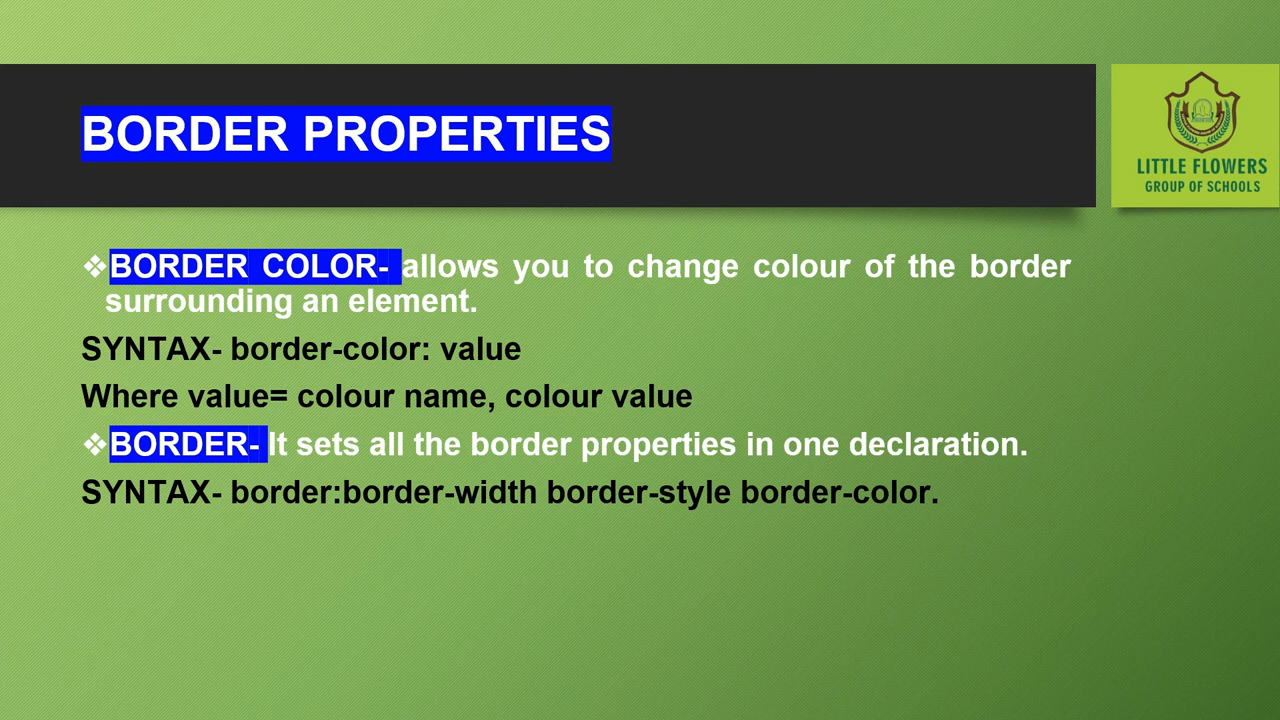 BORDER PROPERTIES
LITTLE FLOWERS
GROUP OF SCHOOLS
❖BORDER COLOR- allows you to change colour of the border
surrounding an element.
SYNTAX- border-color: value
Where value= colour name, colour value
❖BORDER- It sets all the border properties in one declaration.
SYNTAX- border:border-width border-style border-color.